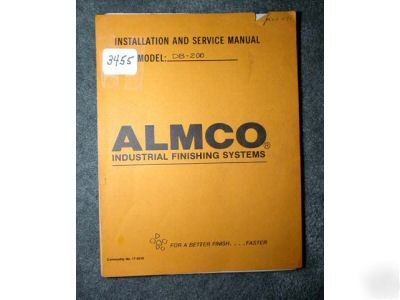 INSTALLATION AND SERVICE MANUAL
3455
MODEL: DB-200
ALMCO®
INDUSTRIAL FINISHING SYSTEMS
FOR A BETTER FINISH. . . . FASTER